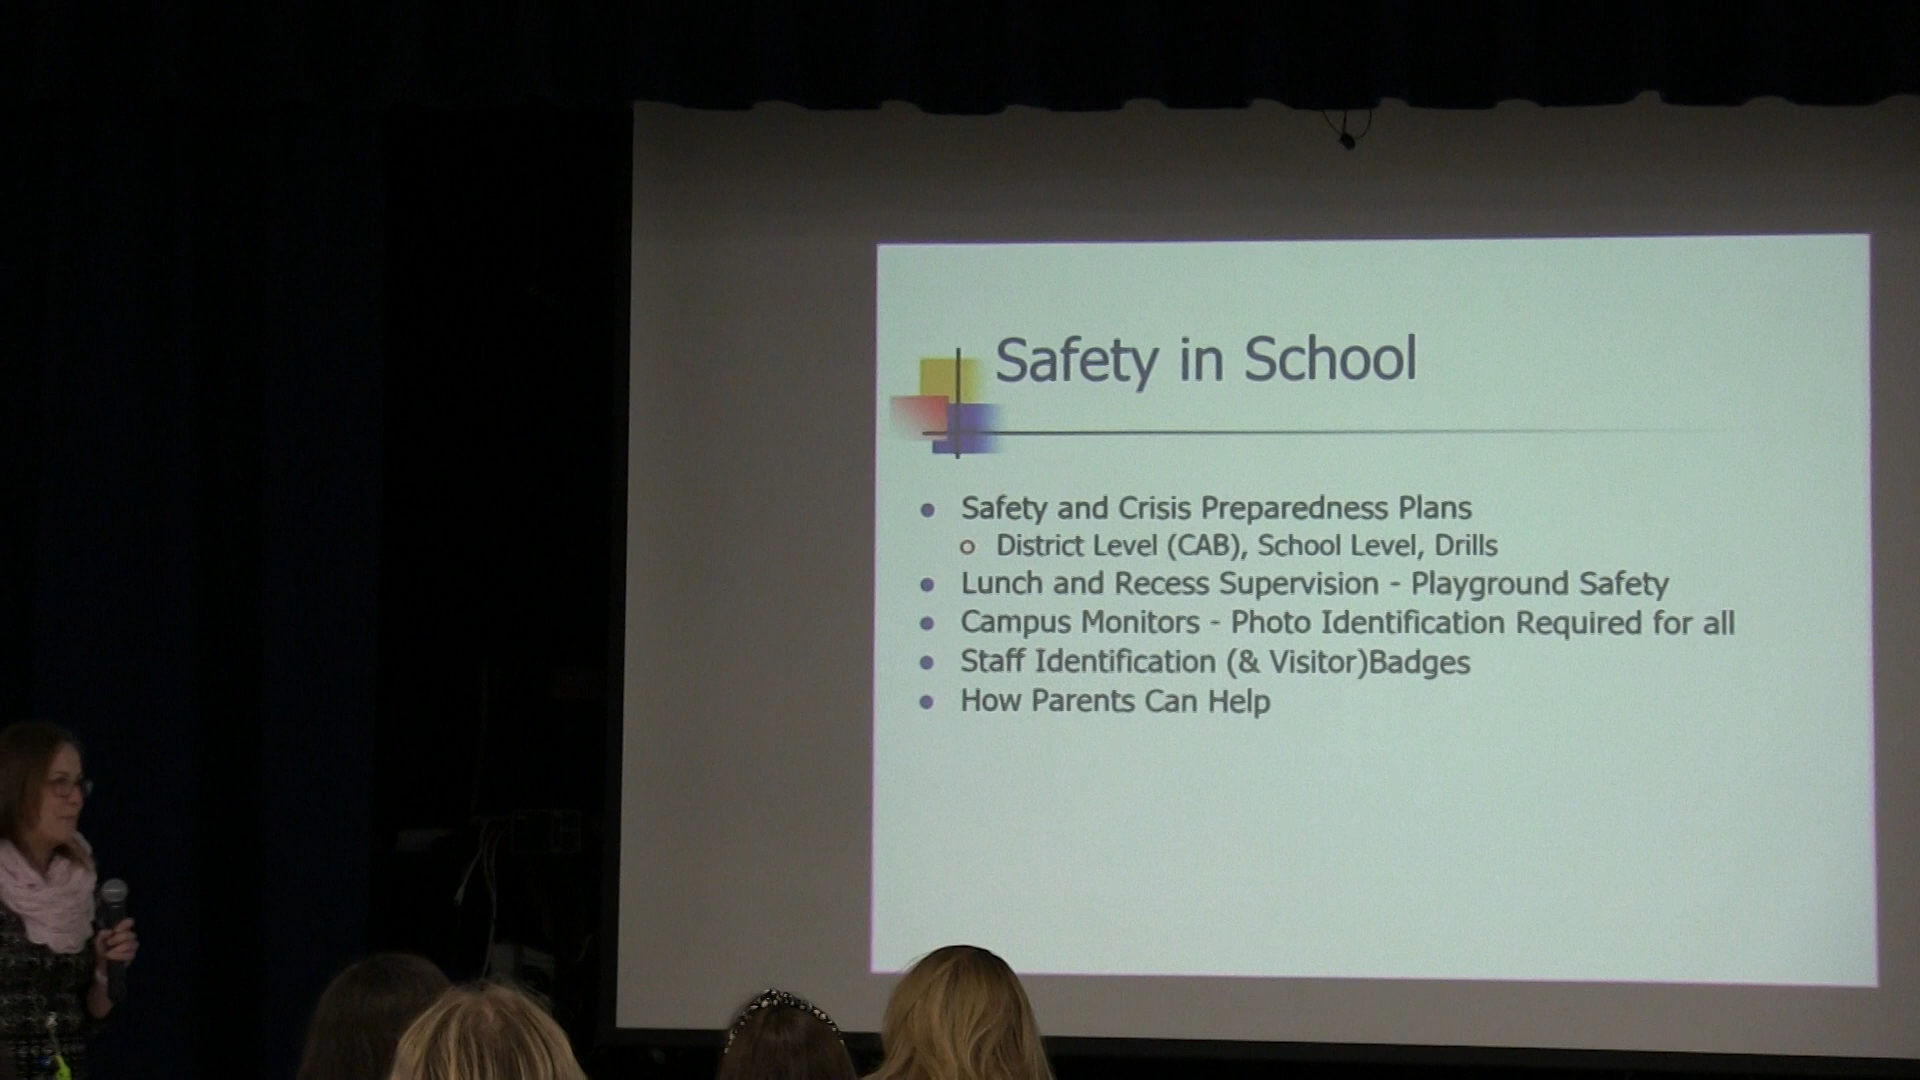 Safety in School
Safety and Crisis Preparedness Plans
District Level (CAB), School Level, Drills
Lunch and Recess Supervision - Playground Safety
Campus Monitors - Photo Identification Required for all
Staff Identification (& Visitor)Badges
How Parents Can Help